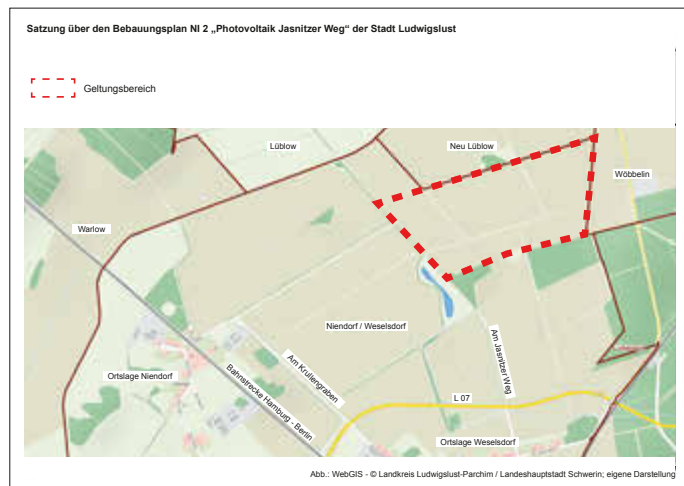 Satzung über den Bebauungsplan NI 2 „Photovoltaik Jasnitzer Weg“ der Stadt Ludwigslust
Geltungsbereich
Lüblow
Neu Lüblow
Wöbbelin
Warlow
Niendorf / Weselsdorf
Am Jasnitzer Weg
Am Krullengraben
Ortslage Niendorf
Bahnstrecke Hamburg - Berlin
L 07
Ortslage Weselsdorf
Abb.: WebGIS - © Landkreis Ludwigslust-Parchim / Landeshauptstadt Schwerin; eigene Darstellung